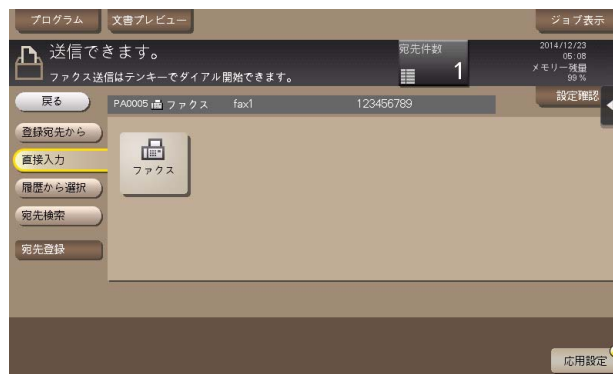 プログラム 文書プレビュー ジョブ表示
送信できます。
ファクス送信はテンキーでダイアル開始できます。
宛先件数
1
2014/12/23
05:08
メモリー残量
99 %
戻る
PA0005 ファクス fax1 123456789
設定確認
登録宛先から
直接入力
ファクス
履歴から選択
宛先検索
宛先登録
応用設定